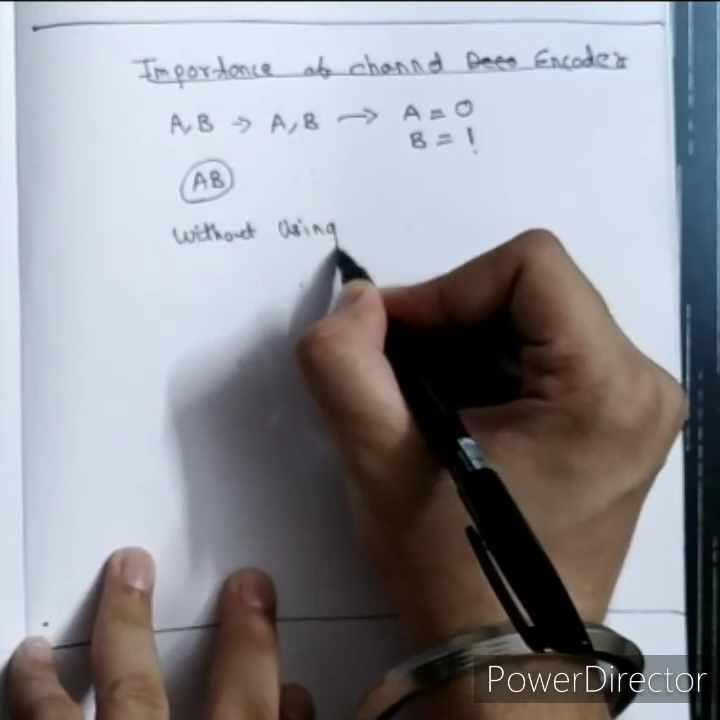 Importance of channel Encoder
A, B → A, B → A = 0
B = 1
AB
without Using
PowerDirector